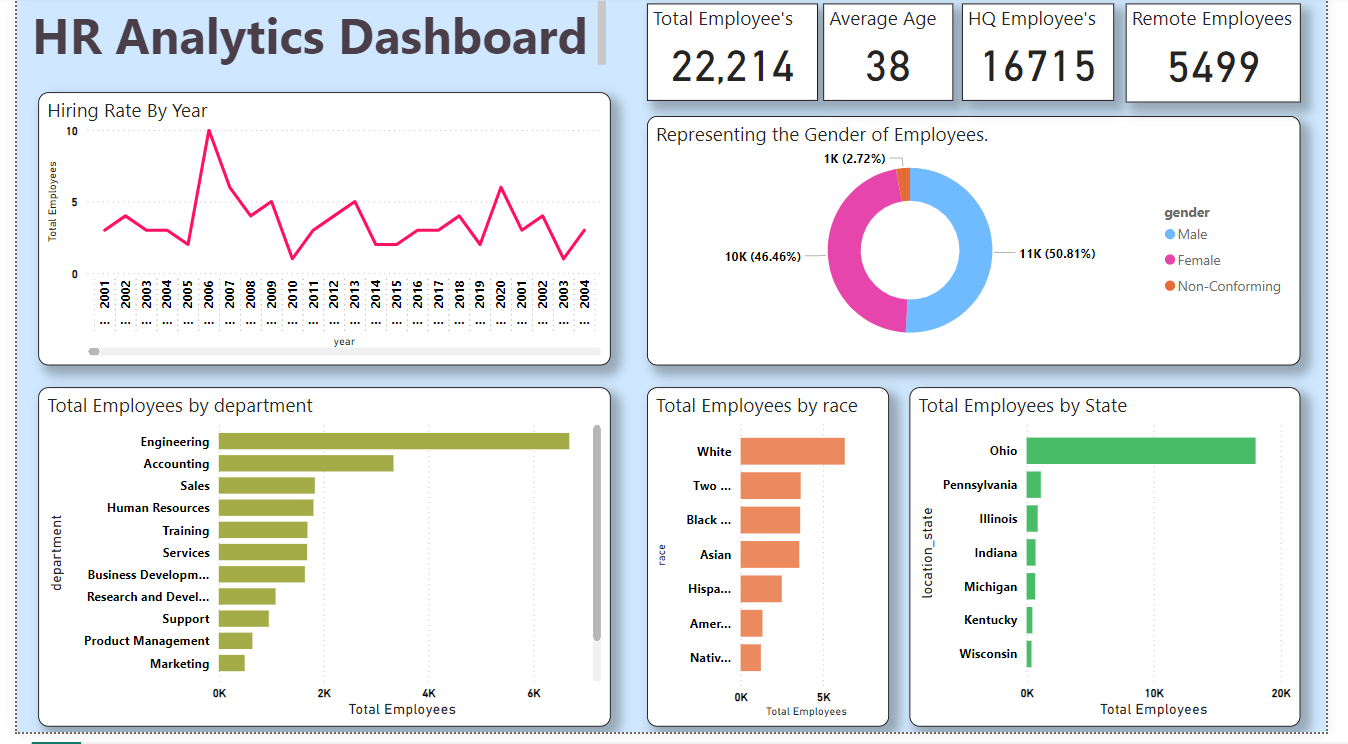 HR Analytics Dashboard
Total Employee's
22,214
Average Age
38
HQ Employee's
16715
Remote Employees
5499
Hiring Rate By Year
Total Employees
10
5
0
2001 ...
2002 ...
2003 ...
2004 ...
2005 ...
2006 ...
2007 ...
2008 ...
2009 ...
2010 ...
2011 ...
2012 ...
2013 ...
2014 ...
2015 ...
2016 ...
2017 ...
2018 ...
2019 ...
2020 ...
2001 ...
2002 ...
2003 ...
2004 ...
year
Representing the Gender of Employees.
1K (2.72%)
10K (46.46%)
11K (50.81%)
gender
Male
Female
Non-Conforming
Total Employees by department
department
Engineering
Accounting
Sales
Human Resources
Training
Services
Business Developm...
Research and Devel...
Support
Product Management
Marketing
0K 2K 4K 6K
Total Employees
Total Employees by race
race
White
Two ...
Black ...
Asian
Hispa...
Amer...
Nativ...
0K 5K
Total Employees
Total Employees by State
location_state
Ohio
Pennsylvania
Illinois
Indiana
Michigan
Kentucky
Wisconsin
0K 10K 20K
Total Employees